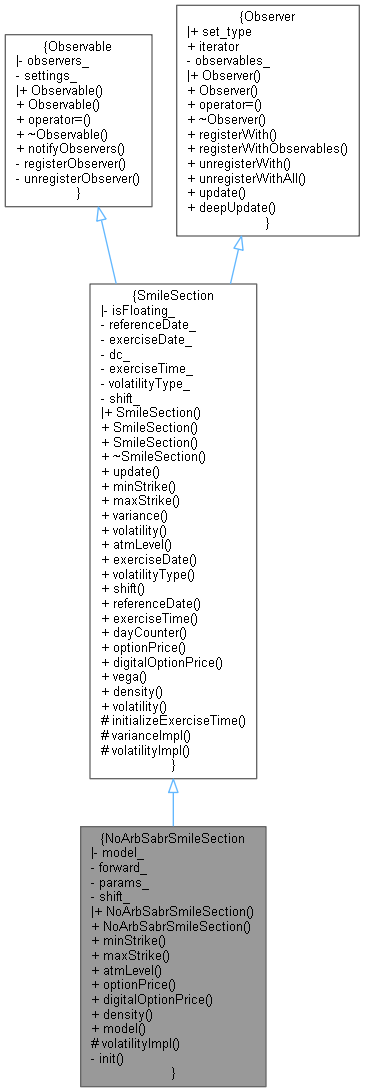 {Observable
|- observers_
- settings_
|+ Observable()
+ Observable()
+ operator=()
+ ~Observable()
+ notifyObservers()
- registerObserver()
- unregisterObserver()
}
{Observer
|+ set_type
+ iterator
- observables_
|+ Observer()
+ Observer()
+ operator=()
+ ~Observer()
+ registerWith()
+ registerWithObservables()
+ unregisterWith()
+ unregisterWithAll()
+ update()
+ deepUpdate()
}
{SmileSection
|- isFloating_
- referenceDate_
- exerciseDate_
- dc_
- exerciseTime_
- volatilityType_
- shift_
|+ SmileSection()
+ SmileSection()
+ SmileSection()
+ ~SmileSection()
+ update()
+ minStrike()
+ maxStrike()
+ variance()
+ volatility()
+ atmLevel()
+ exerciseDate()
+ volatilityType()
+ shift()
+ referenceDate()
+ exerciseTime()
+ dayCounter()
+ optionPrice()
+ digitalOptionPrice()
+ vega()
+ density()
+ volatility()
# initializeExerciseTime()
# varianceImpl()
# volatilityImpl()
}
{NoArbSabrSmileSection
|- model_
- forward_
- params_
- shift_
|+ NoArbSabrSmileSection()
+ NoArbSabrSmileSection()
+ minStrike()
+ maxStrike()
+ atmLevel()
+ optionPrice()
+ digitalOptionPrice()
+ density()
+ model()
# volatilityImpl()
- init()
}